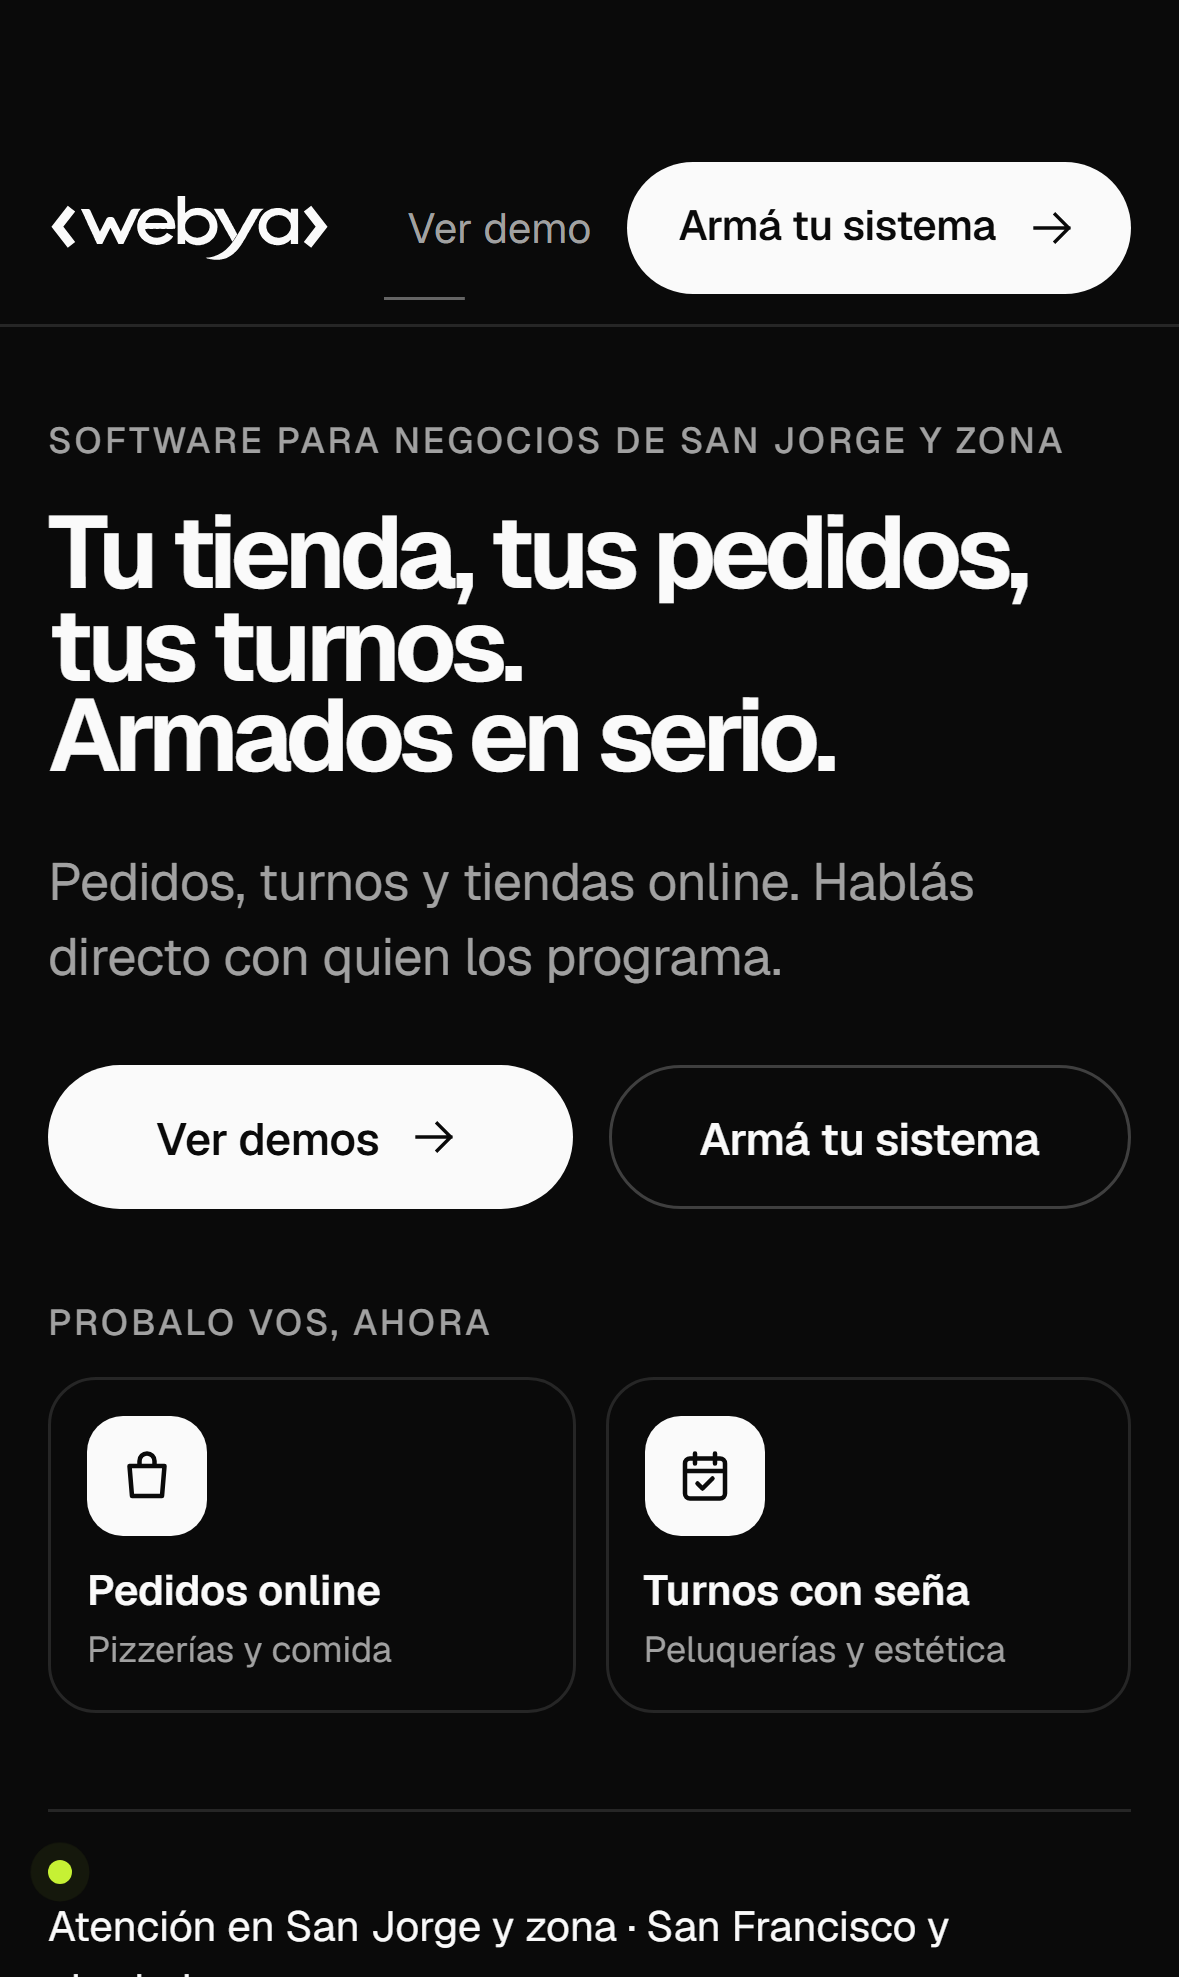 ‹webya›
Ver demo
Armá tu sistema →
SOFTWARE PARA NEGOCIOS DE SAN JORGE Y ZONA
Tu tienda, tus pedidos,
tus turnos.
Armados en serio.
Pedidos, turnos y tiendas online. Hablás
directo con quien los programa.
Ver demos →
Armá tu sistema
PROBALO VOS, AHORA
Pedidos online
Pizzerías y comida
Turnos con seña
Peluquerías y estética
Atención en San Jorge y zona · San Francisco y